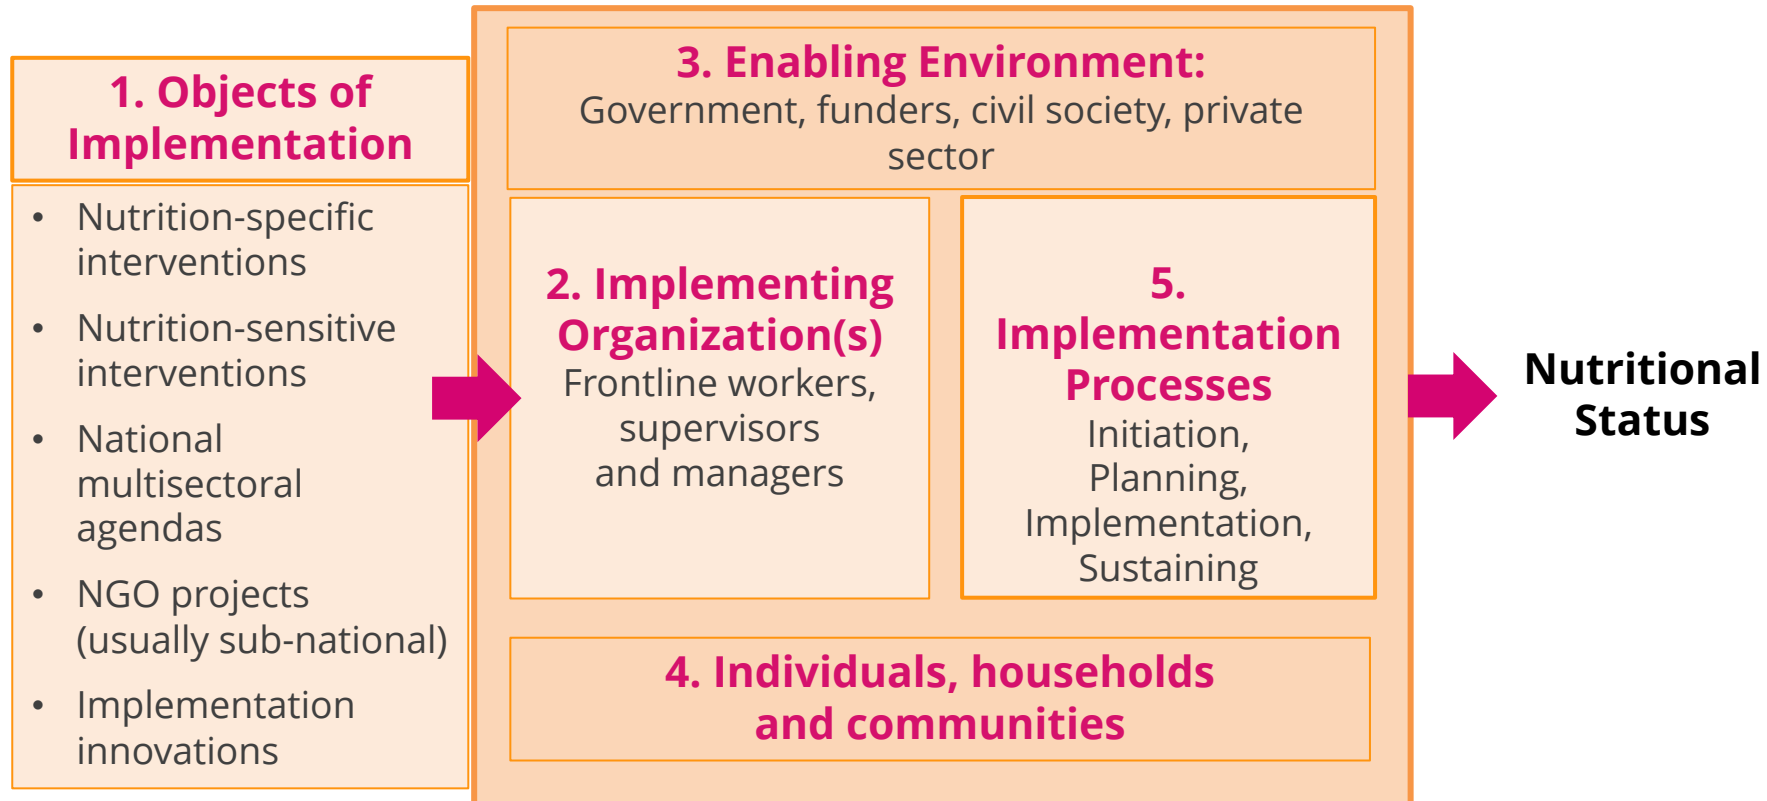 1. Objects of
Implementation
• Nutrition-specific
interventions
• Nutrition-sensitive
interventions
• National
multisectoral
agendas
• NGO projects
(usually sub-national)
• Implementation
innovations
3. Enabling Environment:
Government, funders, civil society, private
sector
2. Implementing
Organization(s)
Frontline workers,
supervisors
and managers
5.
Implementation
Processes
Initiation,
Planning,
Implementation,
Sustaining
4. Individuals, households
and communities
Nutritional
Status